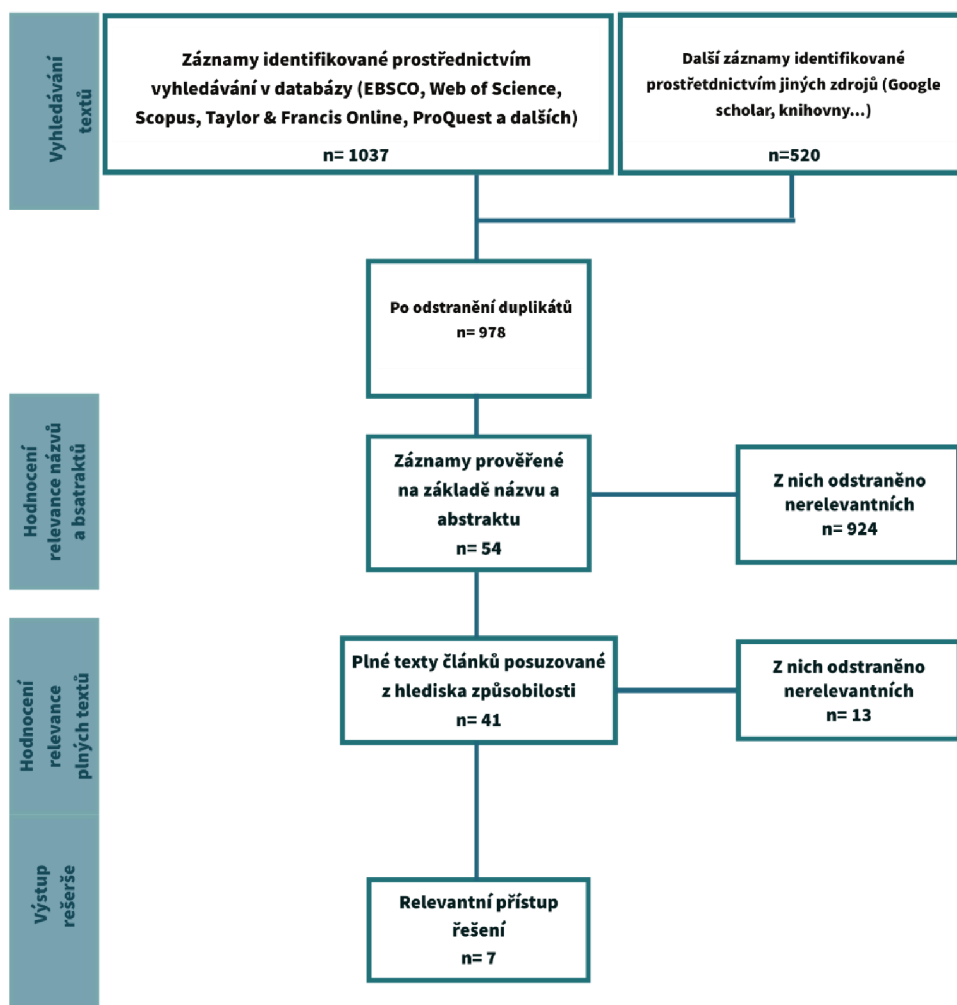 Vyhledávání
textů
Záznamy identifikované prostřednictvím
vyhledávání v databázy (EBSCO, Web of Science,
Scopus, Taylor & Francis Online, ProQuest a dalších)
n= 1037
Další záznamy identifikované
prostřetdnictvím jiných zdrojů (Google
scholar, knihovny...)
n=520
Po odstranění duplikátů
n= 978
Hodnocení
relevance názvů
a bsatraktů
Záznamy prověřené
na základě názvu a
abstraktu
n= 54
Z nich odstraněno
nerelevantních
n= 924
Hodnocení
relevance
plných textů
Plné texty článků posuzované
z hlediska způsobilosti
n= 41
Z nich odstraněno
nerelevantních
n= 13
Výstup
rešerše
Relevantní přístup
řešení
n= 7